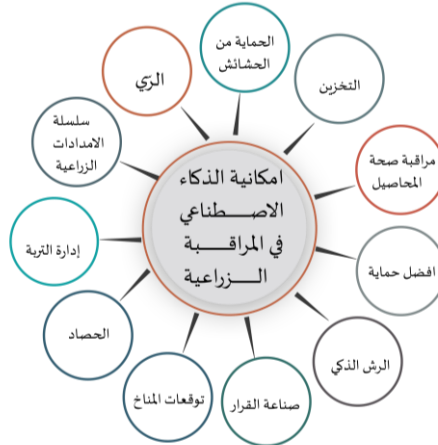 امكانية الذكاء
الاصطناعي
في المراقبة
الزراعية
الحماية من
الحشائش
التخزين
مراقبة صحة
المحاصيل
افضل حماية
الرش الذكي
صناعة القرار
توقعات المناخ
الحصاد
إدارة التربة
سلسلة
الامدادات
الزراعية
الرّي